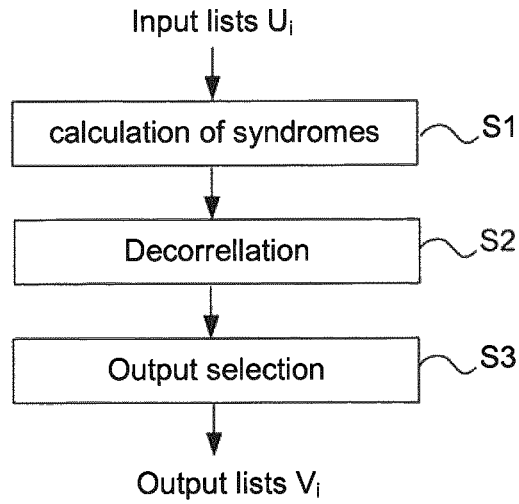 Input lists Uᵢ
calculation of syndromes
S1
Decorrellation
S2
Output selection
S3
Output lists Vᵢ